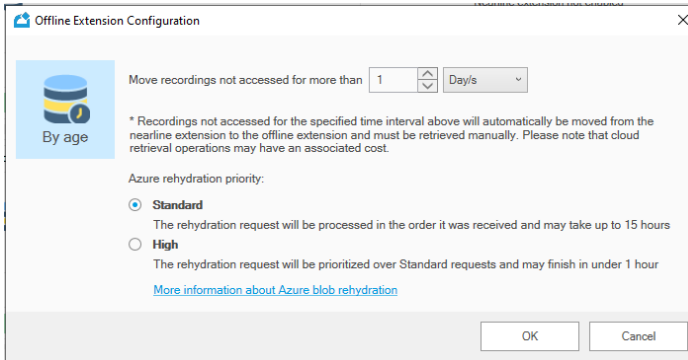 Nearline extension not enabled
Offline Extension Configuration
Move recordings not accessed for more than 1 Day/s
By age
* Recordings not accessed for the specified time interval above will automatically be moved from the
nearline extension to the offline extension and must be retrieved manually. Please note that cloud
retrieval operations may have an associated cost.
Azure rehydration priority:
Standard
The rehydration request will be processed in the order it was received and may take up to 15 hours
High
The rehydration request will be prioritized over Standard requests and may finish in under 1 hour
More information about Azure blob rehydration
OK Cancel